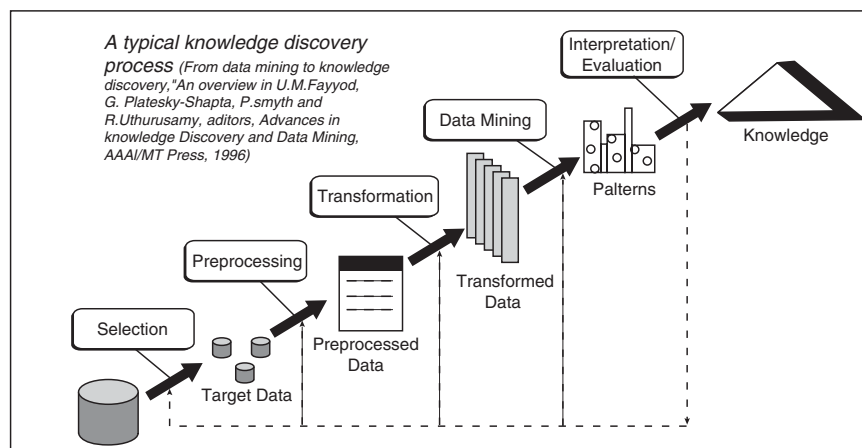 A typical knowledge discovery
process (From data mining to knowledge
discovery,"An overview in U.M.Fayyod,
G. Platesky-Shapta, P.smyth and
R.Uthurusamy, aditors, Advances in
knowledge Discovery and Data Mining,
AAAI/MT Press, 1996)
Interpretation/
Evaluation
Knowledge
Data Mining
Palterns
Transformation
Transformed
Data
Preprocessing
Preprocessed
Data
Selection
Target Data